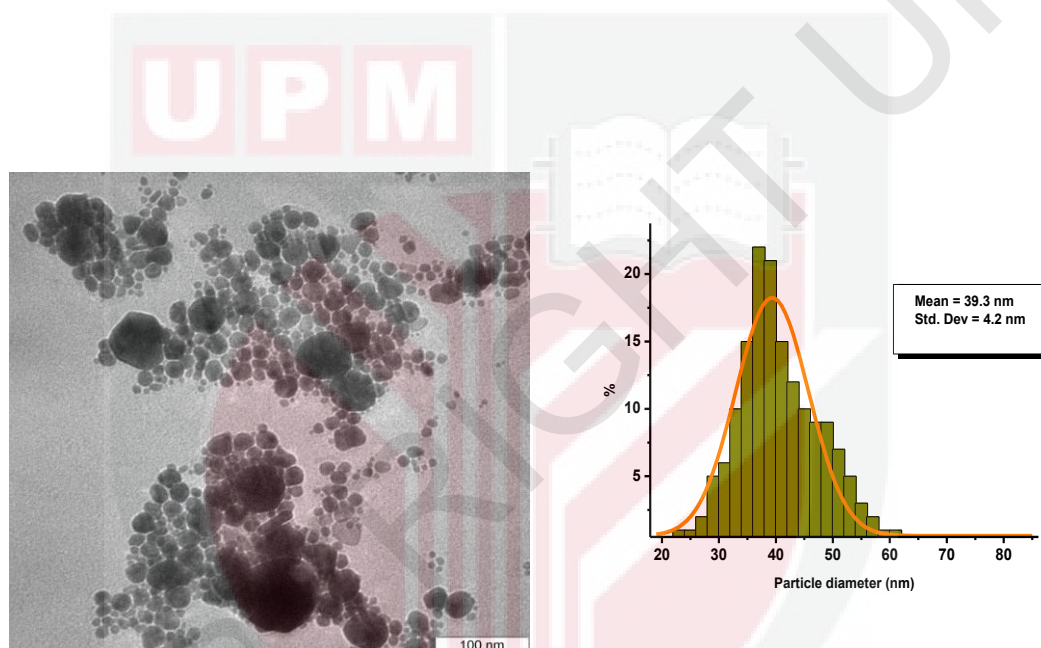 UPM
RIGHT U
100 nm
20
15
10
5
%
Mean = 39.3 nm
Std. Dev = 4.2 nm
20 30 40 50 60 70 80
Particle diameter (nm)